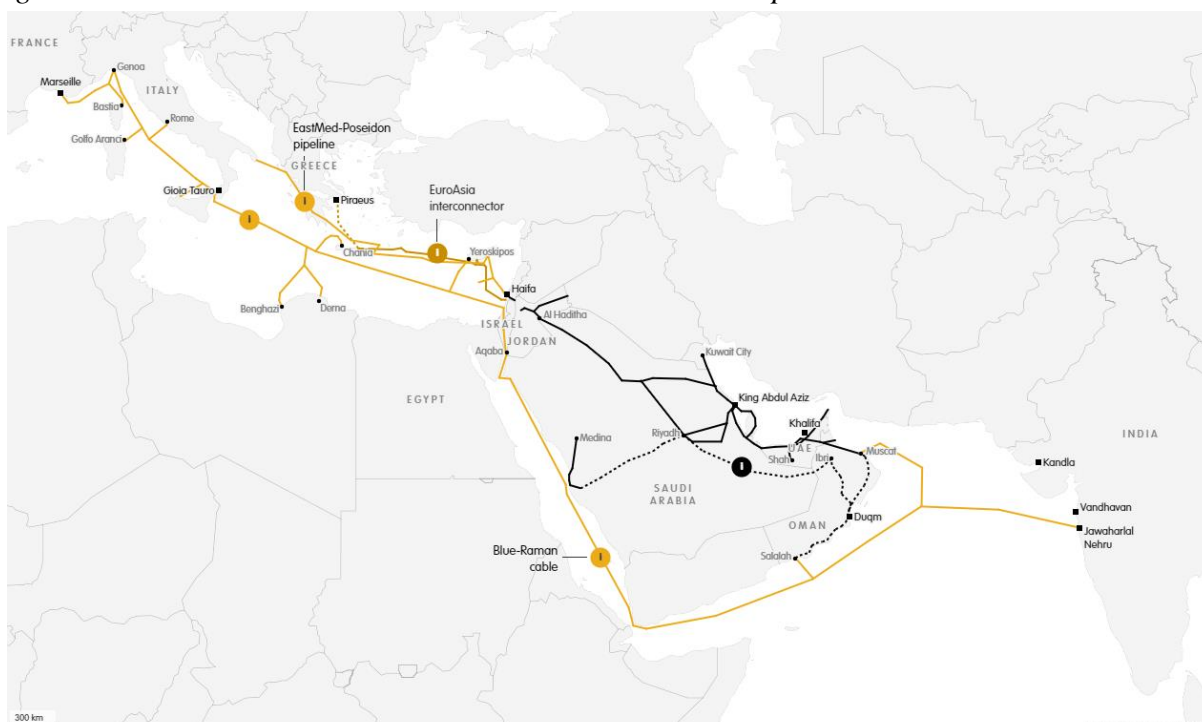 FRANCE
Genoa
Marseille
ITALY
Bastia
Rome
Golfo Aranci
EastMed-Poseidon
pipeline
GREECE
Gioia Tauro
Piraeus
EuroAsia
interconnector
Chania
Yeroskipos
Benghazi
Derna
Haifa
Al Haditha
ISRAEL
JORDAN
Aqaba
Kuwait City
EGYPT
King Abdul Aziz
Khalifa
INDIA
Medina
Riyadh
UAE
Shah
Ibri
Muscat
Kandla
SAUDI
ARABIA
Vandhavan
OMAN
Duqm
Jawaharlal
Nehru
Blue-Raman
cable
Salalah
300 km